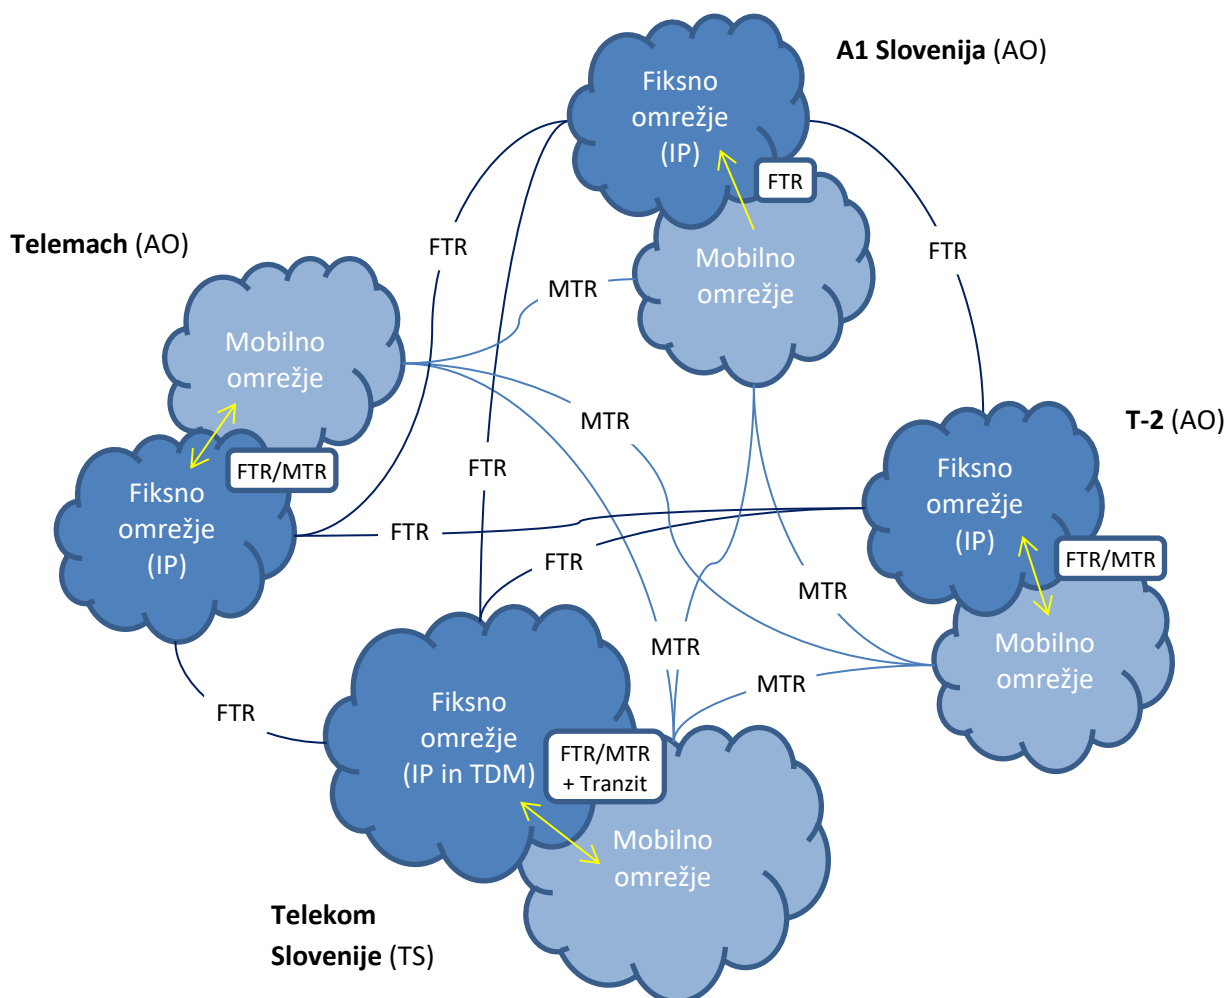 A1 Slovenija (AO)
Fiksno
omrežje
(IP)
FTR
Mobilno
omrežje
Telemach (AO)
FTR
FTR
MTR
Mobilno
omrežje
MTR
T-2 (AO)
FTR/MTR
Fiksno
omrežje
(IP)
FTR
FTR
FTR
Fiksno
omrežje
(IP)
FTR/MTR
MTR
Mobilno
omrežje
MTR
MTR
FTR
Fiksno
omrežje
(IP in TDM)
FTR/MTR
+ Tranzit
Mobilno
omrežje
Telekom
Slovenije (TS)